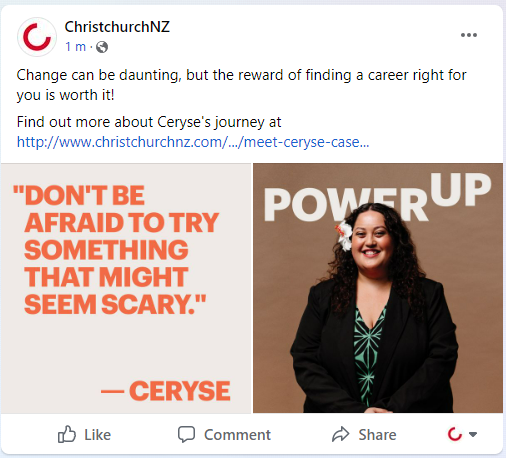 ChristchurchNZ
1 m ·
Change can be daunting, but the reward of finding a career right for
you is worth it!
Find out more about Ceryse's journey at
http://www.christchurchnz.com/.../meet-ceryse-case...
"DON'T BE
AFRAID TO TRY
SOMETHING
THAT MIGHT
SEEM SCARY."
— CERYSE
POWER UP
Like
Comment
Share